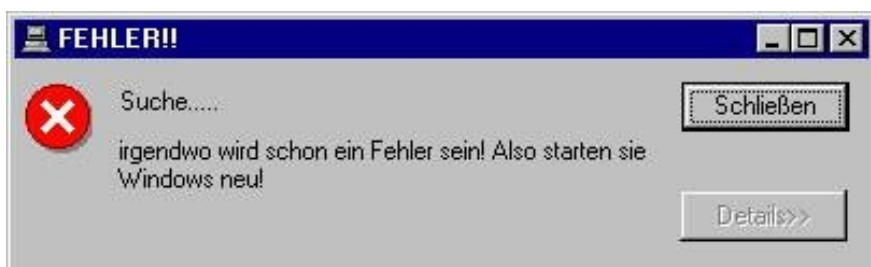 FEHLER!!
Suche.....
Schließen
irgendwo wird schon ein Fehler sein! Also starten sie
Windows neu!
Details>>